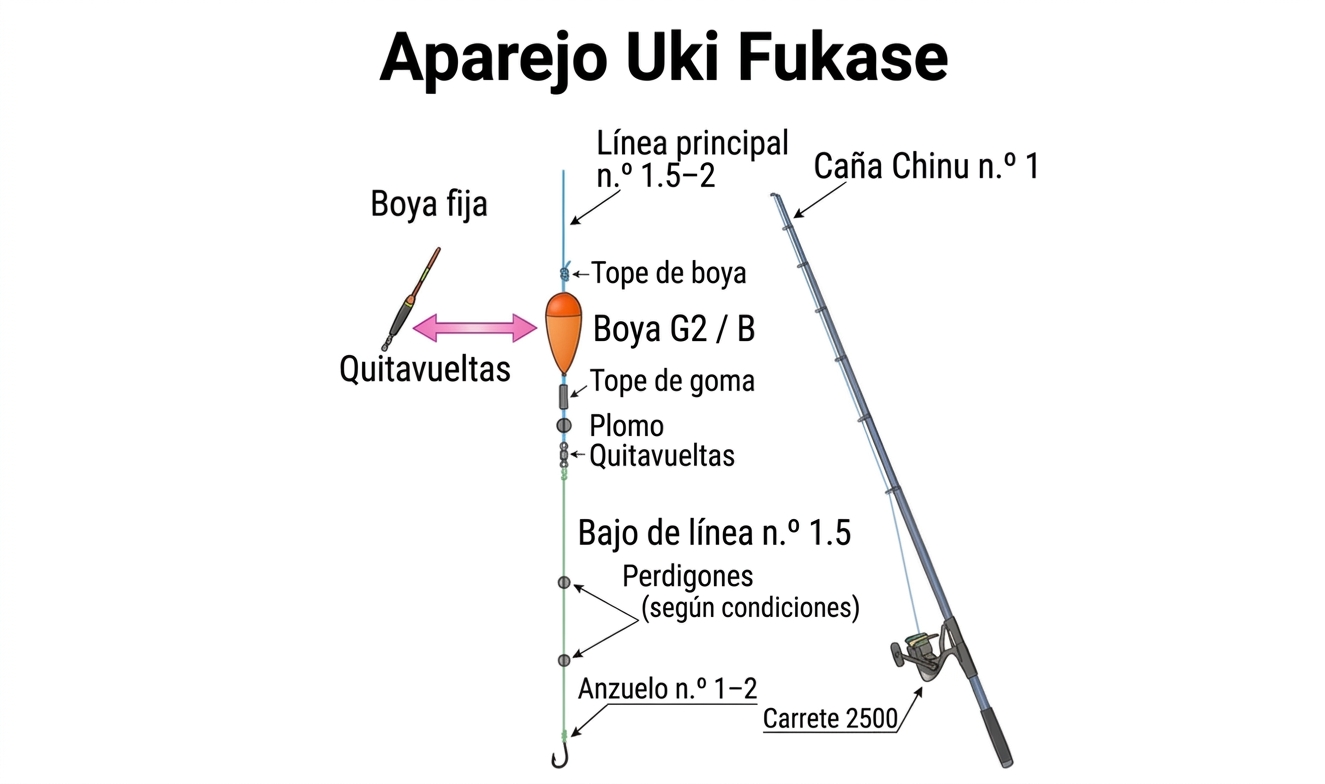 Aparejo Uki Fukase
Línea principal
n.º 1.5–2
Caña Chinu n.º 1
Boya fija
Tope de boya
Boya G2 / B
Quitavueltas
Tope de goma
Plomo
Quitavueltas
Bajo de línea n.º 1.5
Perdigones
(según condiciones)
Anzuelo n.º 1–2
Carrete 2500